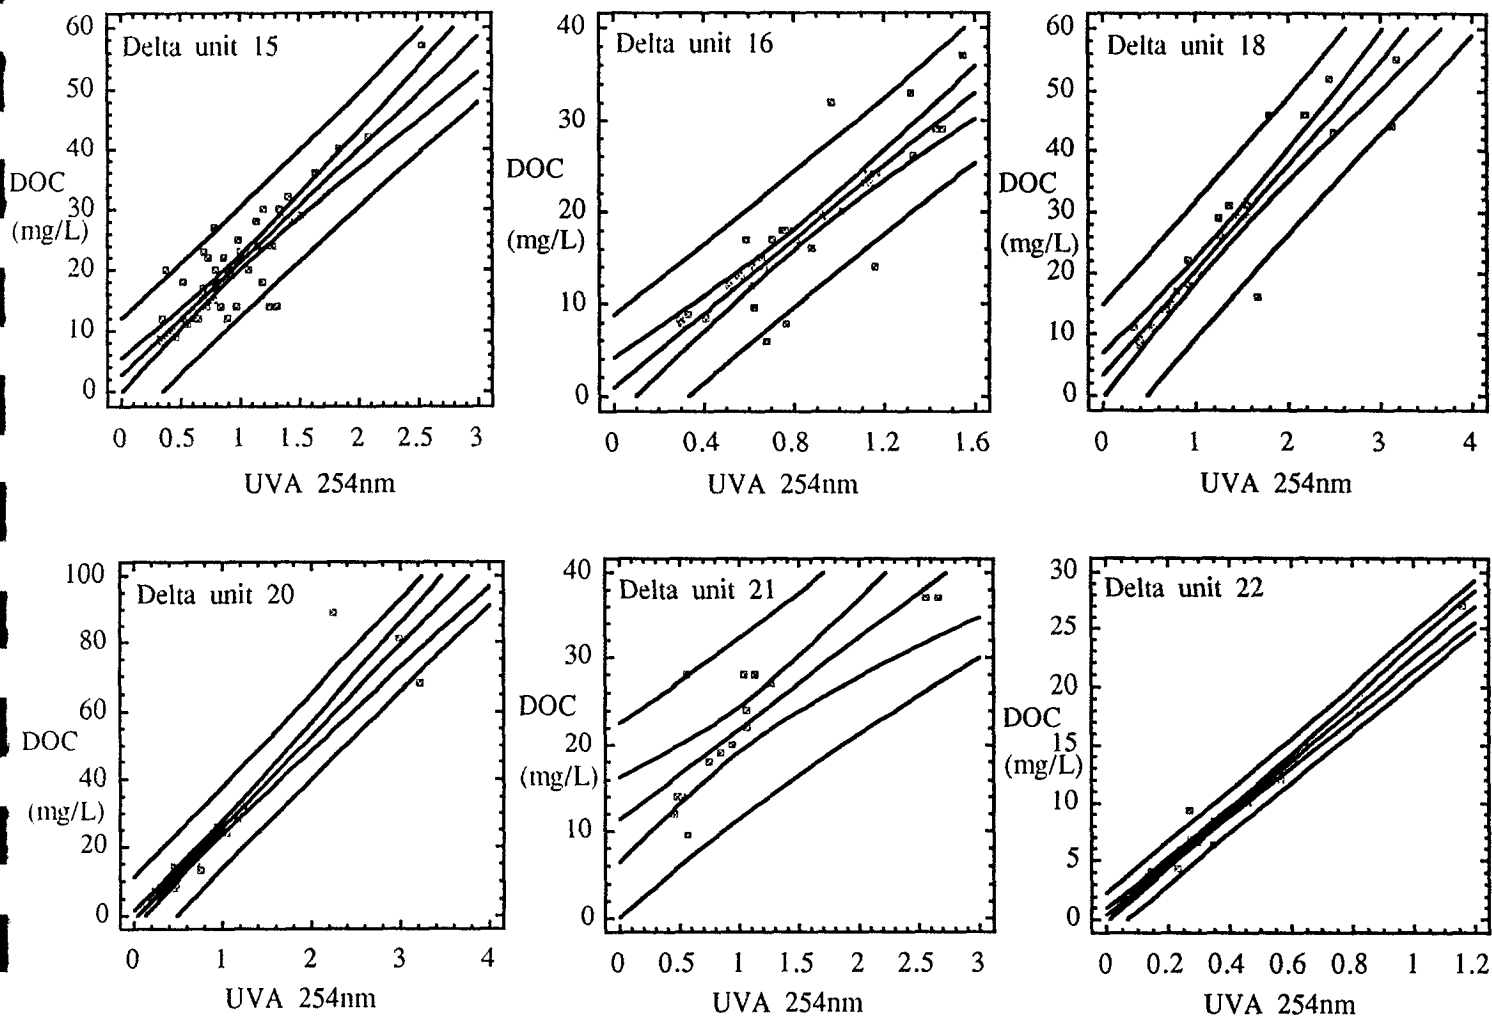 Delta unit 15
60
50
40
30
20
10
0
DOC
(mg/L)
0 0.5 1 1.5 2 2.5 3
UVA 254nm
Delta unit 16
40
30
20
10
0
DOC
(mg/L)
0 0.4 0.8 1.2 1.6
UVA 254nm
Delta unit 18
60
50
40
30
20
10
0
DOC
(mg/L)
0 1 2 3 4
UVA 254nm
Delta unit 20
100
80
60
40
20
0
DOC
(mg/L)
0 1 2 3 4
UVA 254nm
Delta unit 21
40
30
20
10
0
DOC
(mg/L)
0 0.5 1 1.5 2 2.5 3
UVA 254nm
Delta unit 22
30
25
20
15
10
5
0
DOC
(mg/L)
0 0.2 0.4 0.6 0.8 1 1.2
UVA 254nm